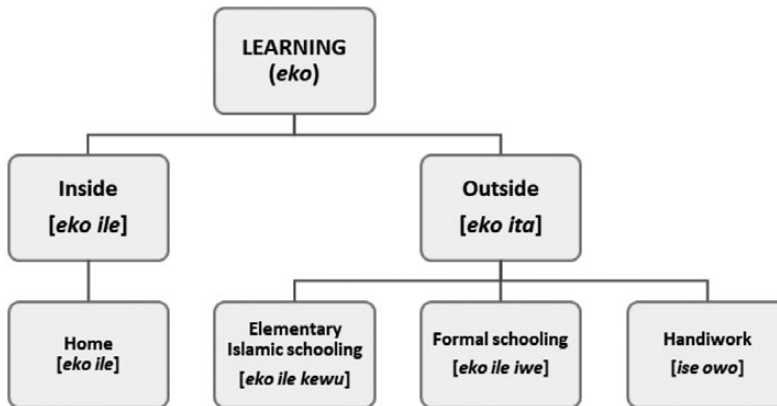 LEARNING
(eko)
Inside
[eko ile]
Outside
[eko ita]
Home
[eko ile]
Elementary
Islamic schooling
[eko ile kewu]
Formal schooling
[eko ile iwe]
Handiwork
[ise owo]